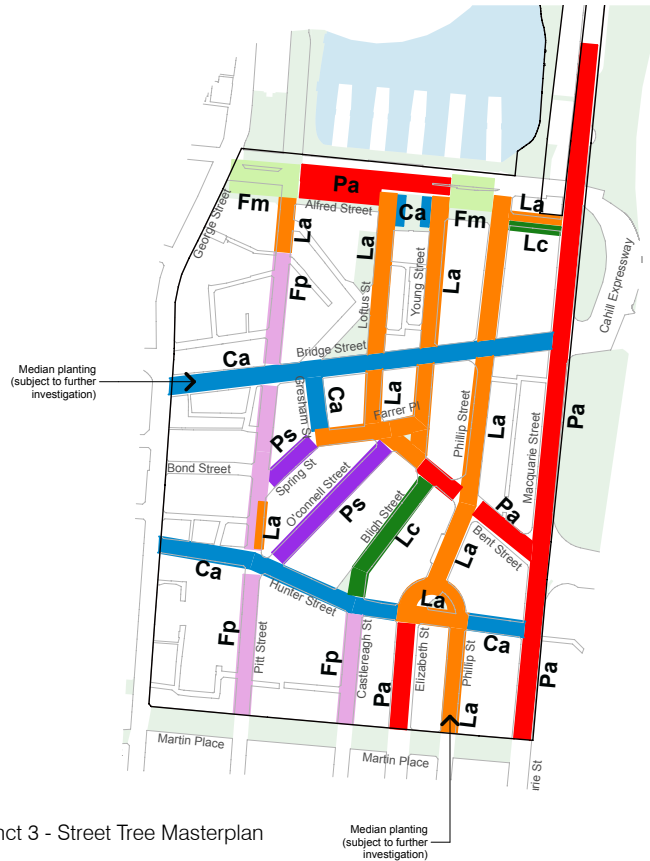 Pa
La
Fm
Alfred Street
Ca
Fm
La
Lc
George Street
La
Fp
La
Loftus St
Young Street
La
Cahill Expressway
Median planting
(subject to further
investigation)
Ca
Bridge Street
Pa
Gresham S
Ca
La
Farrer Pl
Phillip Street
La
Macquarie Street
Ps
Spring St
Bond Street
O'connell Street
Ps
Bligh Street
Lc
Pa
Bent Street
La
La
Ca
Hunter Street
La
Ca
Fp
Pitt Street
Fp
Castlereagh St
Pa
Elizabeth St
Phillip St
La
Pa
Martin Place
Martin Place
rie St
nct 3 - Street Tree Masterplan
Median planting
(subject to further
investigation)